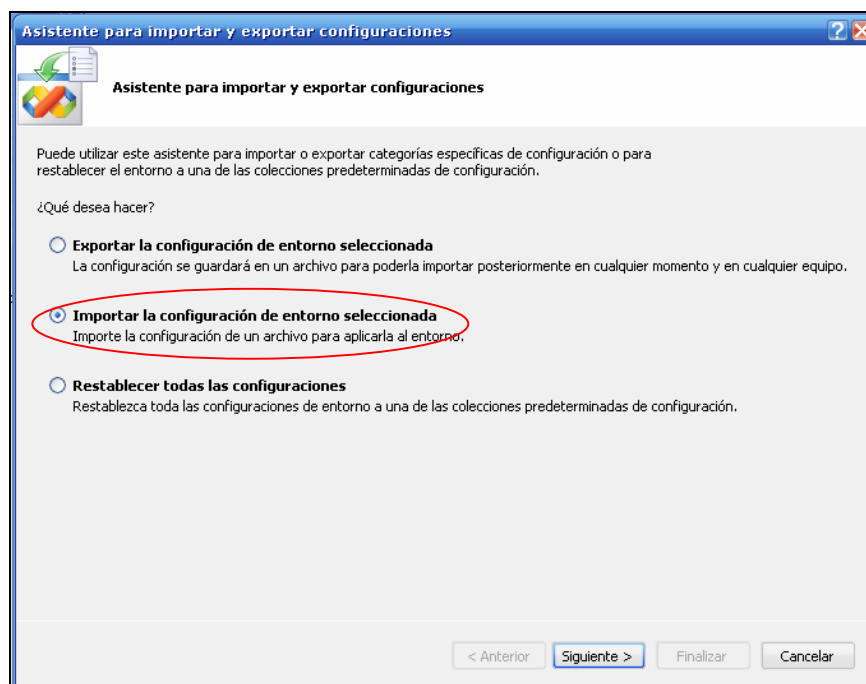 Asistente para importar y exportar configuraciones
Asistente para importar y exportar configuraciones
Puede utilizar este asistente para importar o exportar categorías específicas de configuración o para
restablecer el entorno a una de las colecciones predeterminadas de configuración.
¿Qué desea hacer?
Exportar la configuración de entorno seleccionada
La configuración se guardará en un archivo para poderla importar posteriormente en cualquier momento y en cualquier equipo.
Importar la configuración de entorno seleccionada
Importe la configuración de un archivo para aplicarla al entorno.
Restablecer todas las configuraciones
Restablezca toda las configuraciones de entorno a una de las colecciones predeterminadas de configuración.
< Anterior Siguiente > Finalizar Cancelar